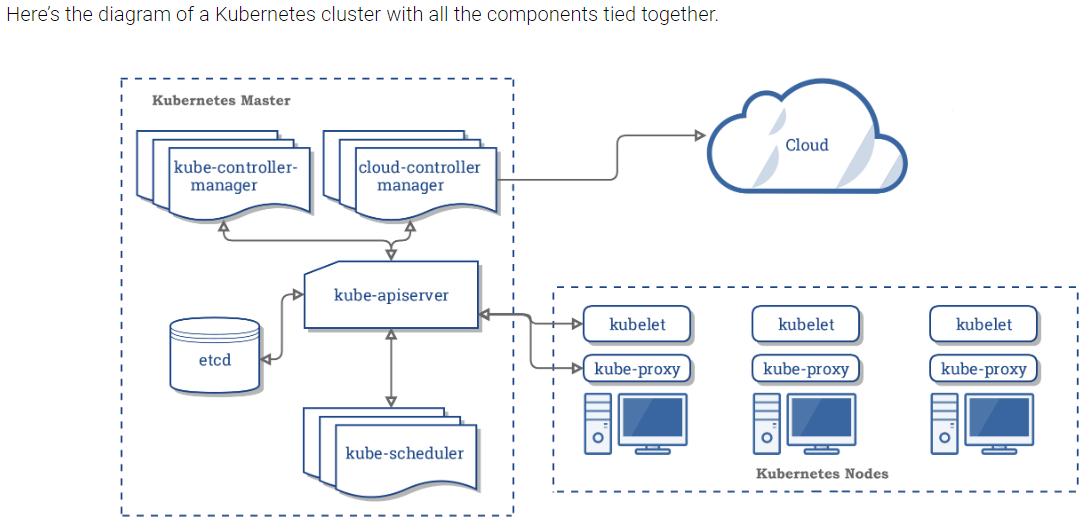 Here’s the diagram of a Kubernetes cluster with all the components tied together.
Kubernetes Master
kube-controller-
manager
cloud-controller
manager
Cloud
kube-apiserver
etcd
kube-scheduler
kubelet
kubelet
kubelet
kube-proxy
kube-proxy
kube-proxy
Kubernetes Nodes